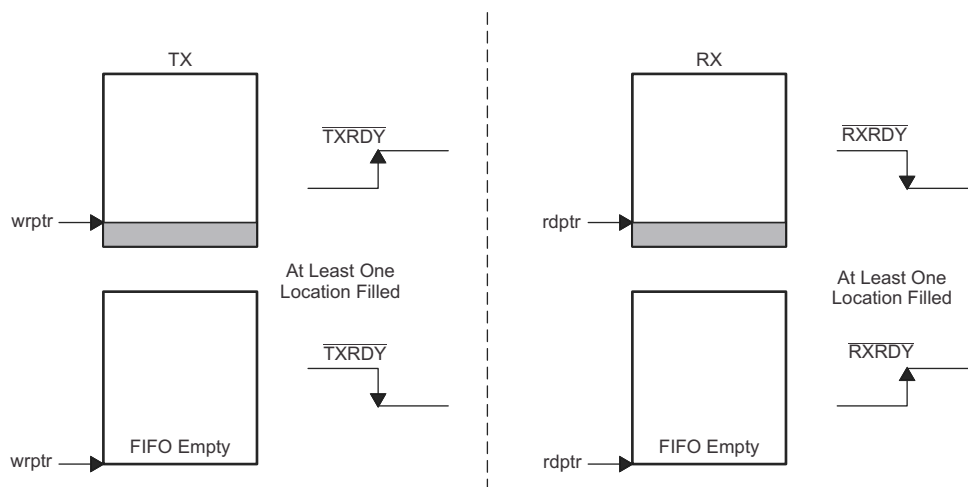 TX
TXRDY
wrptr
At Least One
Location Filled
TXRDY
FIFO Empty
wrptr
RX
RXRDY
rdptr
At Least One
Location Filled
RXRDY
FIFO Empty
rdptr